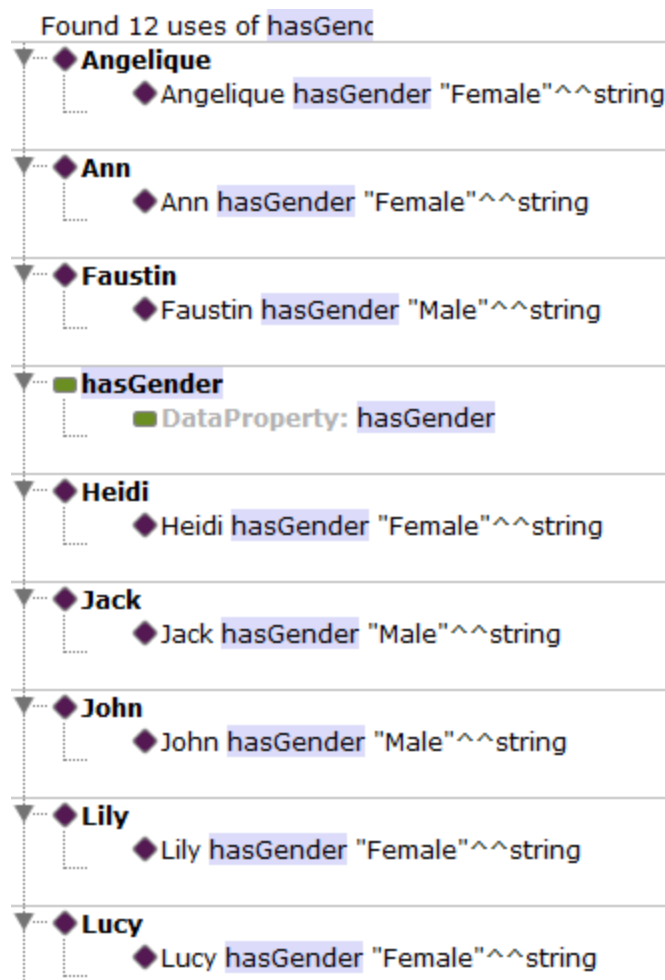 Found 12 uses of hasGend
Angelique
Angelique hasGender "Female"^^string
Ann
Ann hasGender "Female"^^string
Faustin
Faustin hasGender "Male"^^string
hasGender
DataProperty: hasGender
Heidi
Heidi hasGender "Female"^^string
Jack
Jack hasGender "Male"^^string
John
John hasGender "Male"^^string
Lily
Lily hasGender "Female"^^string
Lucy
Lucy hasGender "Female"^^string